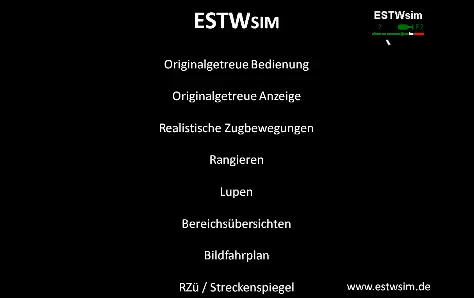 ESTWSIM
ESTWsim
Originalgetreue Bedienung
Originalgetreue Anzeige
Realistische Zugbewegungen
Rangieren
Lupen
Bereichsübersichten
Bildfahrplan
RZü / Streckenspiegel
www.estwsim.de